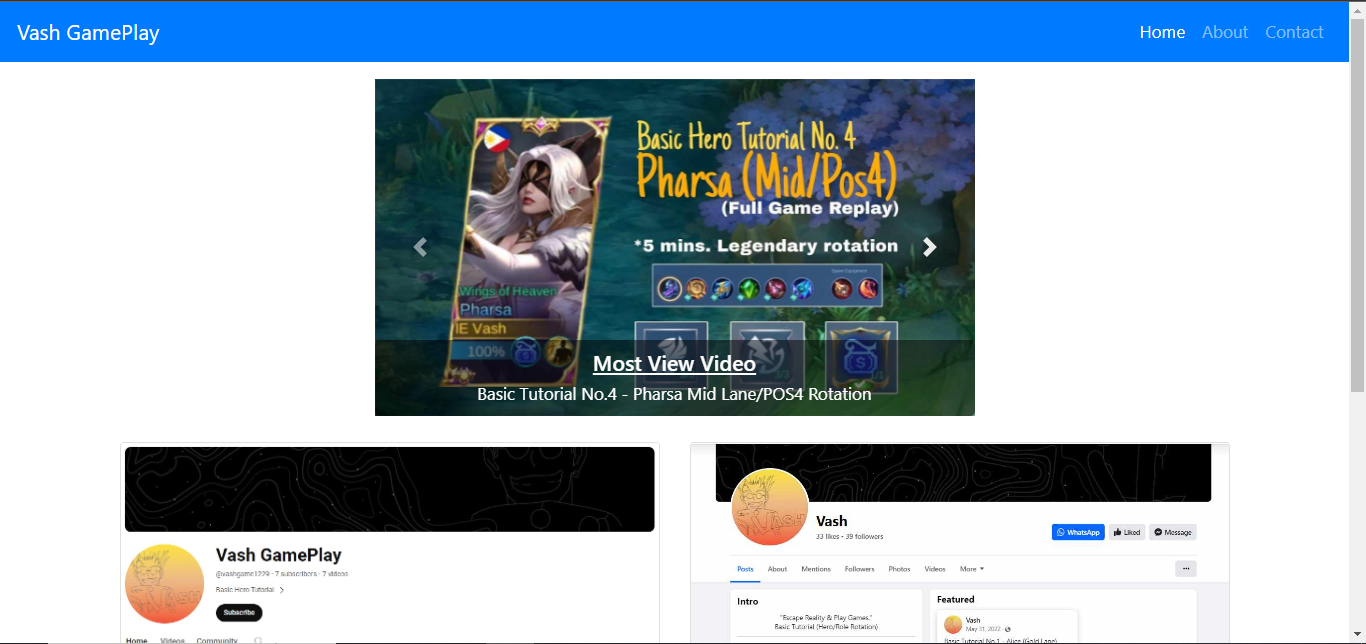 Vash GamePlay
Home About Contact
Basic Hero Tutorial No. 4
Pharsa (Mid/Pos4)
(Full Game Replay)
*5 mins. Legendary rotation
Wings of Heaven
Pharsa
IE Vash
100%
Most View Video
Basic Tutorial No.4 - Pharsa Mid Lane/POS4 Rotation
Vash GamePlay
@vashgame1229 · 7 subscribers · 7 videos
Basic Hero Tutorial
Subscribe
Home Videos Community
Vash
33 likes • 39 followers
WhatsApp Liked Message
Posts About Mentions Followers Photos Videos More
Intro
"Escape Reality & Play Games."
Basic Tutorial (Hero/Role Rotation)
Featured
Vash
May 31, 2022
Basic Tutorial No.1 - Alice (Gold Lane)